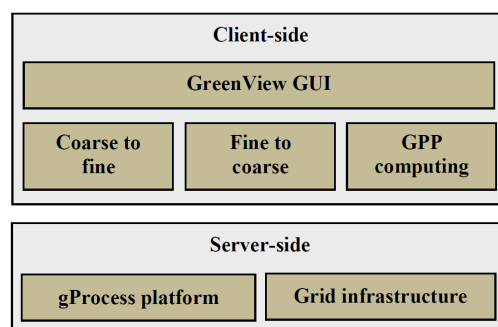 Client-side
GreenView GUI
Coarse to
fine
Fine to
coarse
GPP
computing
Server-side
gProcess platform
Grid infrastructure